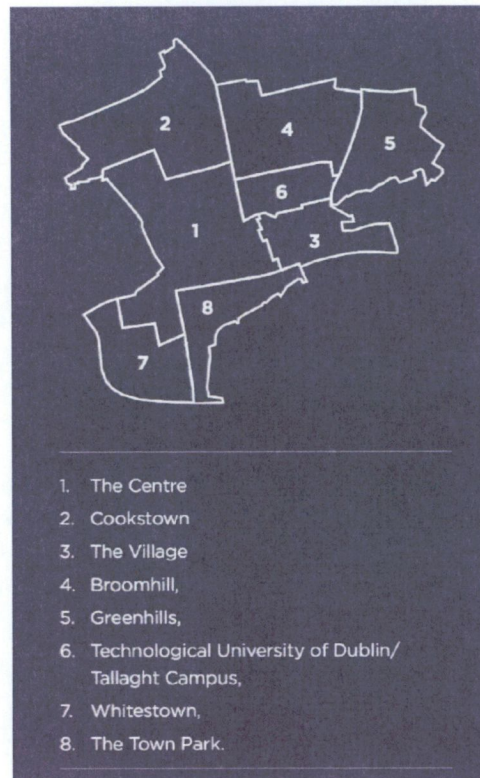 2
4
5
6
1
3
8
7
1. The Centre
2. Cookstown
3. The Village
4. Broomhill,
5. Greenhills,
6. Technological University of Dublin/
Tallaght Campus,
7. Whitestown,
8. The Town Park.